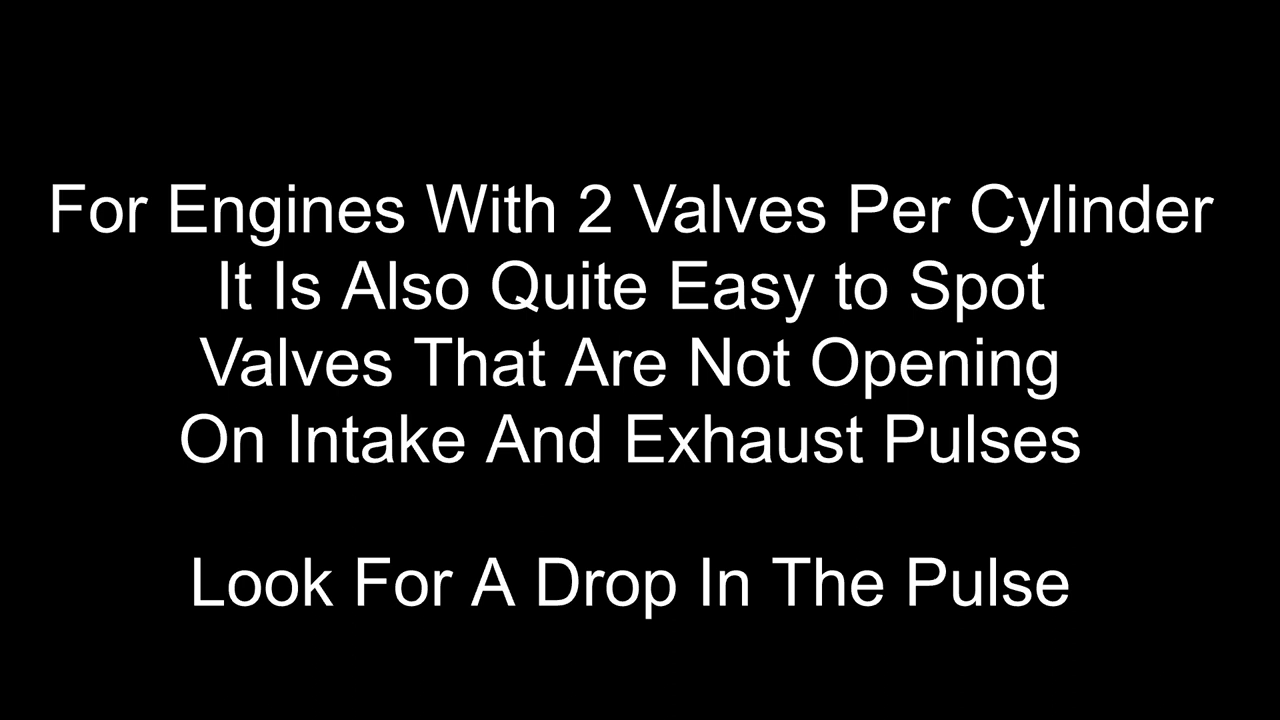 For Engines With 2 Valves Per Cylinder
It Is Also Quite Easy to Spot
Valves That Are Not Opening
On Intake And Exhaust Pulses
Look For A Drop In The Pulse